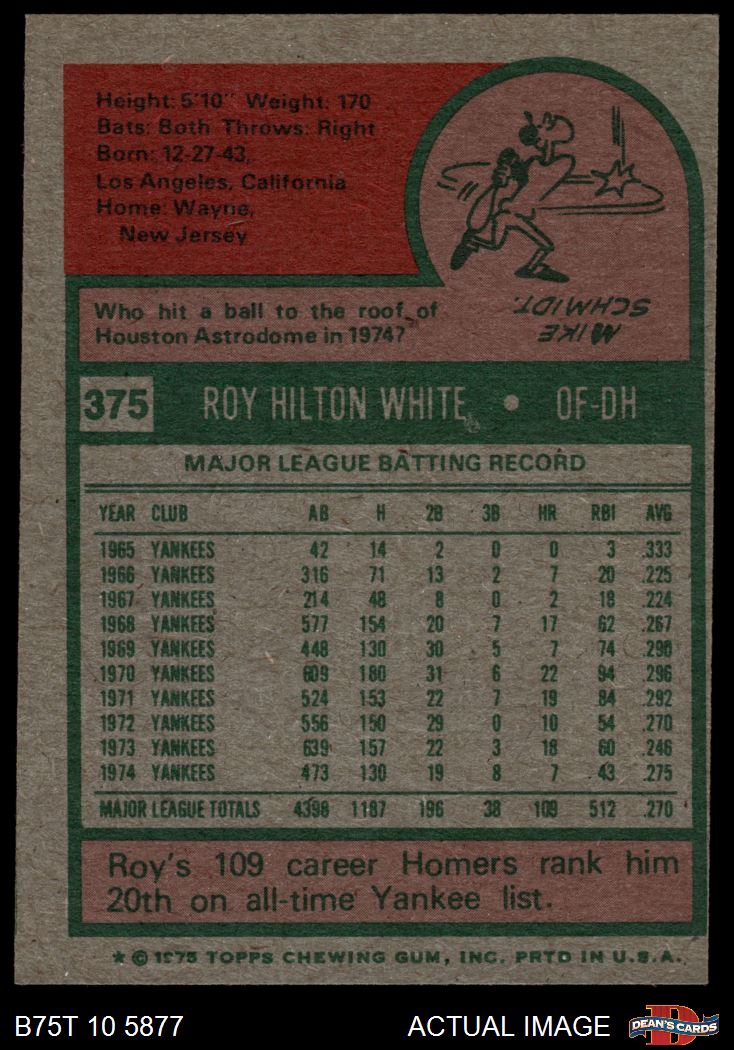 Height: 5'10" Weight: 170
Bats: Both Throws: Right
Born: 12-27-43,
Los Angeles, California
Home: Wayne,
New Jersey
Who hit a ball to the roof of
Houston Astrodome in 1974?
MIKE
SCHMIDT.
375 ROY HILTON WHITE • OF-DH
MAJOR LEAGUE BATTING RECORD
YEAR CLUB AB H 2B 3B HR RBI AVG
1965 YANKEES 42 14 2 0 0 3 .333
1966 YANKEES 316 71 13 2 7 20 .225
1967 YANKEES 214 48 8 0 2 18 .224
1968 YANKEES 577 154 20 7 17 62 .267
1969 YANKEES 448 130 30 5 7 74 .290
1970 YANKEES 609 180 31 6 22 94 .296
1971 YANKEES 524 153 22 7 19 84 .292
1972 YANKEES 556 150 29 0 10 54 .270
1973 YANKEES 639 157 22 3 18 60 .246
1974 YANKEES 473 130 19 8 7 43 .275
MAJOR LEAGUE TOTALS 4398 1187 196 38 109 512 .270
Roy's 109 career Homers rank him
20th on all-time Yankee list.
* © 1975 TOPPS CHEWING GUM, INC. PRTD IN U.S.A.
B75T 10 5877 ACTUAL IMAGE DEAN'S CARDS